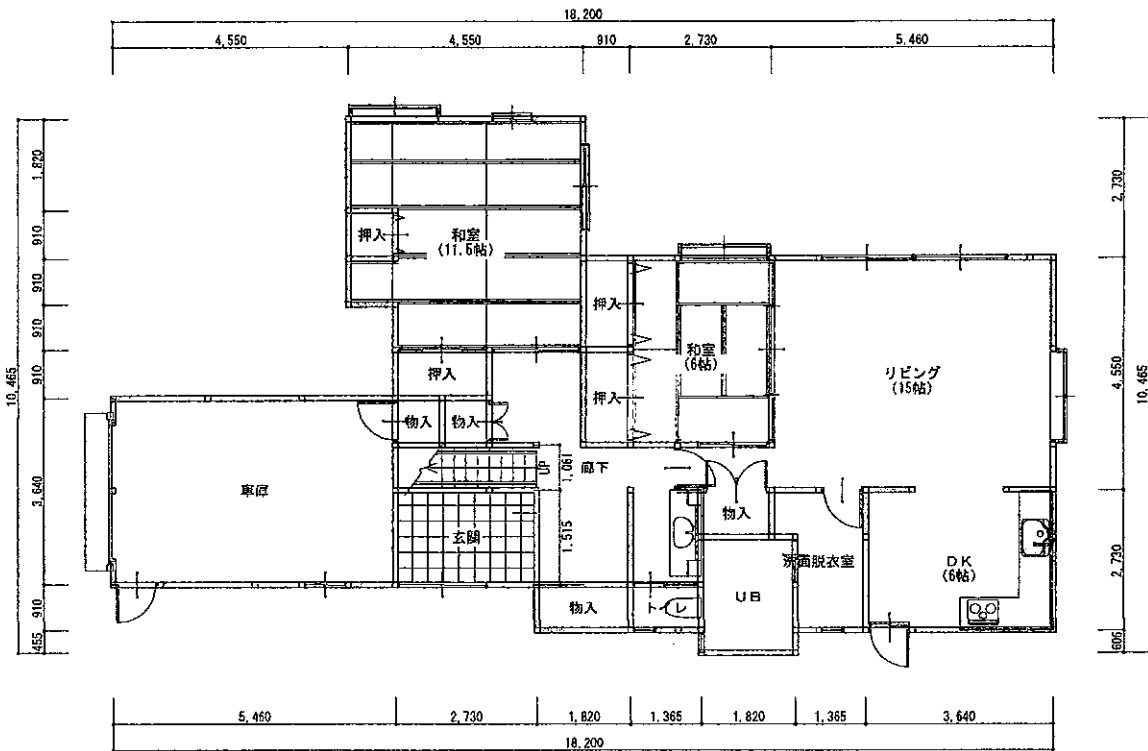 18,200
4,550
4,550
910
2,730
5,460
10,465
1,820
910
910
910
910
3,640
910
455
2,730
4,550
2,730
606
10,465
和室
(11.5帖)
押入
押入
押入
押入
和室
(6帖)
リビング
(15帖)
物入
物入
車庫
UP
1,061
廊下
1,515
玄関
物入
洗面脱衣室
DK
(6帖)
UB
物入
トイレ
5,460
2,730
1,820
1,365
1,820
1,365
3,640
18,200